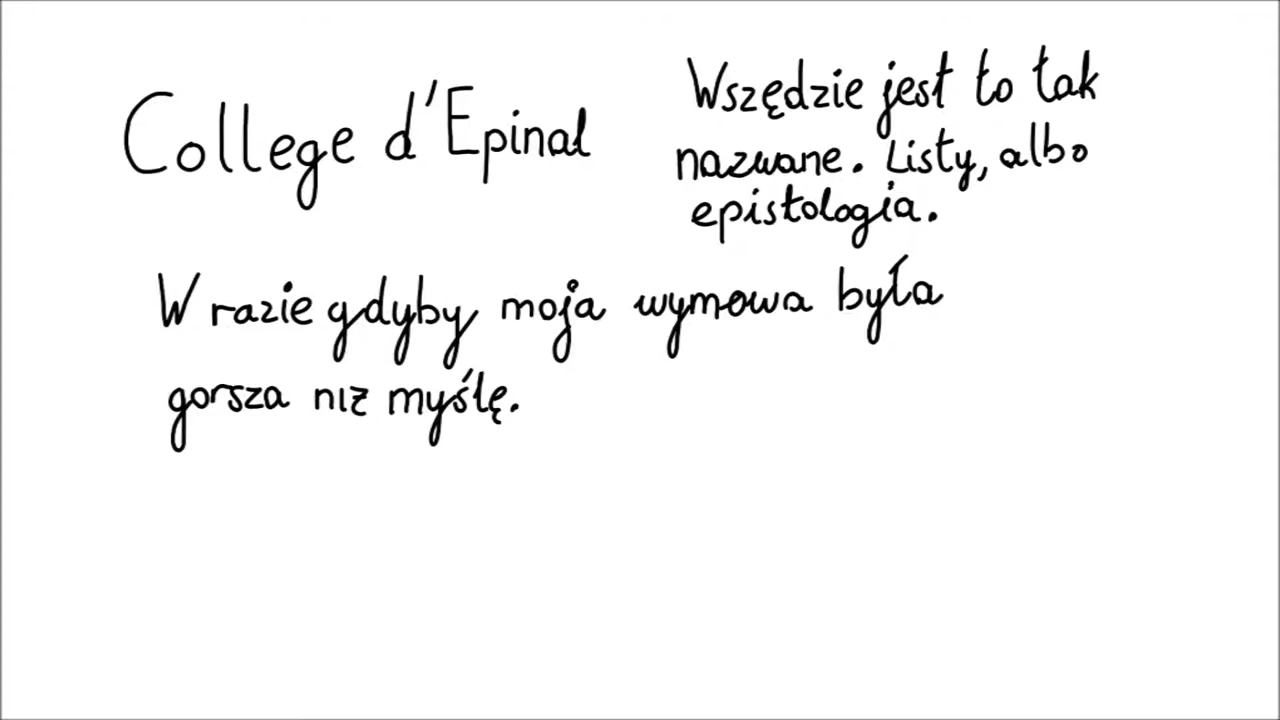 College d'Epinal
Wszędzie jest to tak
nazwane. Listy, albo
epistologia.
W razie gdyby moja wymowa była
gorsza niż myślę.